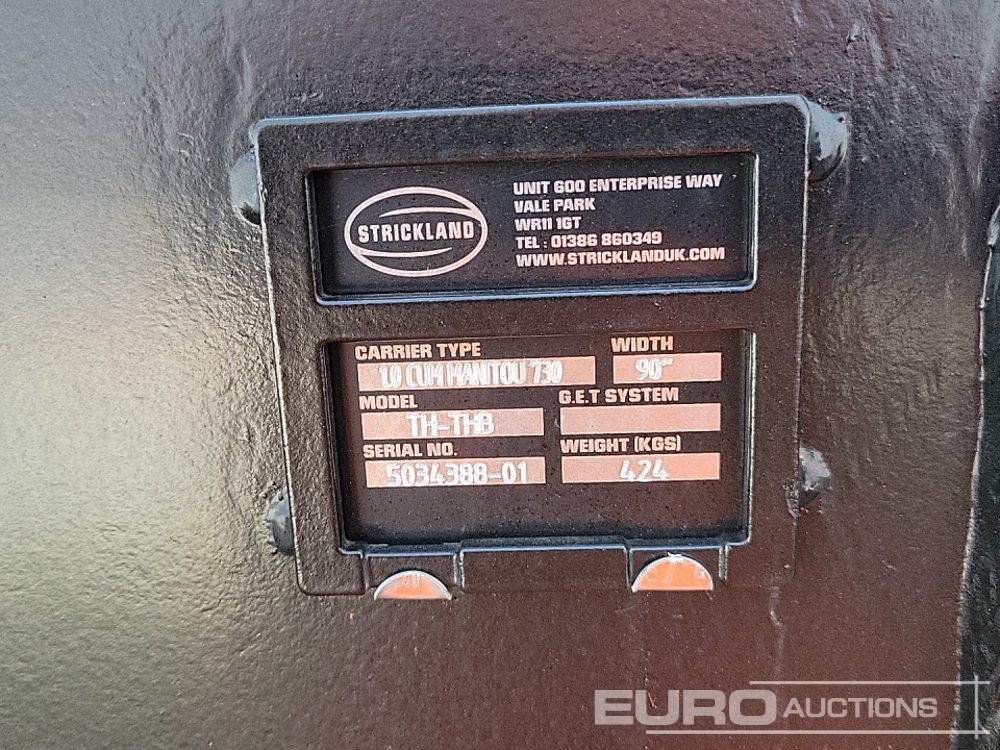 STRICKLAND
UNIT 600 ENTERPRISE WAY
VALE PARK
WR11 1GT
TEL : 01386 860349
WWW.STRICKLANDUK.COM
CARRIER TYPE
1.0 CUM MANITOU 730
WIDTH
90"
MODEL
TH-THB
G.E.T SYSTEM
SERIAL NO.
5034388-01
WEIGHT (KGS)
424
EURO AUCTIONS